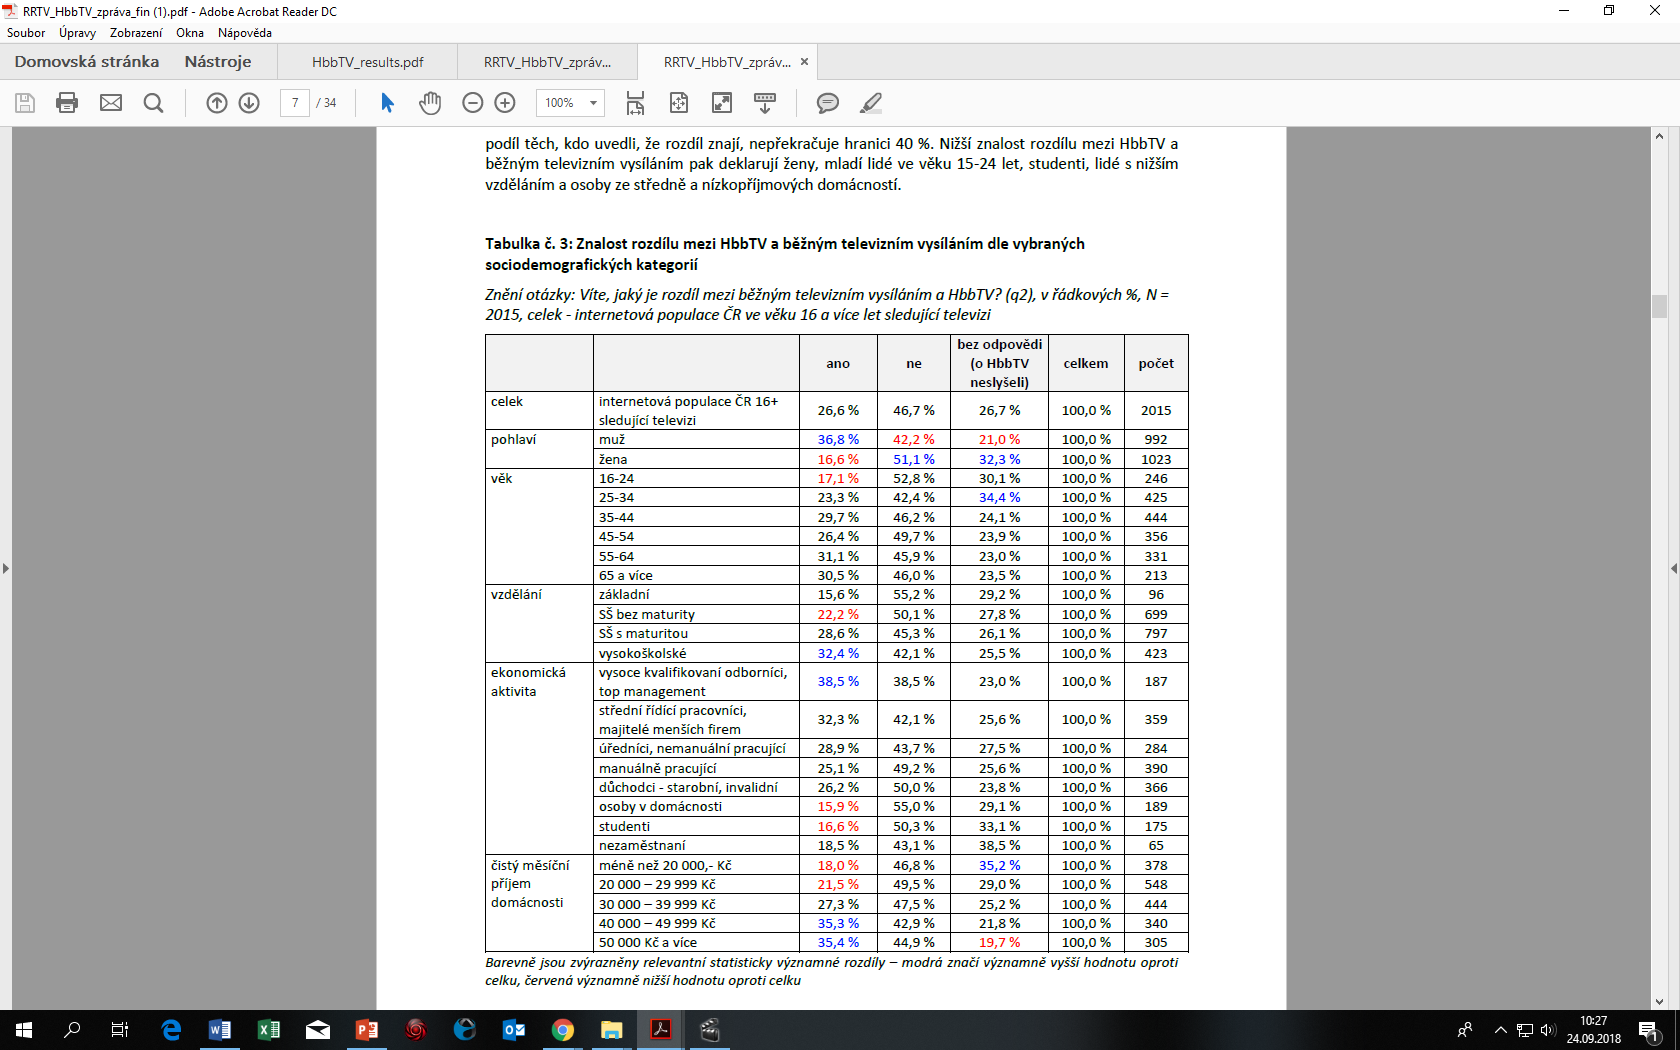 RRTV_HbbTV_zpráva_fin (1).pdf - Adobe Acrobat Reader DC
Soubor Úpravy Zobrazení Okna Nápověda
Domovská stránka Nástroje HbbTV_results.pdf RRTV_HbbTV_zpráv... RRTV_HbbTV_zpráv... ×
7 / 34 100%
podíl těch, kdo uvedli, že rozdíl znají, nepřekračuje hranici 40 %. Nižší znalost rozdílu mezi HbbTV a
běžným televizním vysíláním pak deklarují ženy, mladí lidé ve věku 15-24 let, studenti, lidé s nižším
vzděláním a osoby ze středně a nízkopříjmových domácností.
Tabulka č. 3: Znalost rozdílu mezi HbbTV a běžným televizním vysíláním dle vybraných
sociodemografických kategorií
Znění otázky: Víte, jaký je rozdíl mezi běžným televizním vysíláním a HbbTV? (q2), v řádkových %, N =
2015, celek - internetová populace ČR ve věku 16 a více let sledující televizi
ano ne bez odpovědi (o HbbTV neslyšeli) celkem počet
celek internetová populace ČR 16+ sledující televizi 26,6 % 46,7 % 26,7 % 100,0 % 2015
pohlaví muž 36,8 % 42,2 % 21,0 % 100,0 % 992
žena 16,6 % 51,1 % 32,3 % 100,0 % 1023
věk 16-24 17,1 % 52,8 % 30,1 % 100,0 % 246
25-34 23,3 % 42,4 % 34,4 % 100,0 % 425
35-44 29,7 % 46,2 % 24,1 % 100,0 % 444
45-54 26,4 % 49,7 % 23,9 % 100,0 % 356
55-64 31,1 % 45,9 % 23,0 % 100,0 % 331
65 a více 30,5 % 46,0 % 23,5 % 100,0 % 213
vzdělání základní 15,6 % 55,2 % 29,2 % 100,0 % 96
SŠ bez maturity 22,2 % 50,1 % 27,8 % 100,0 % 699
SŠ s maturitou 28,6 % 45,3 % 26,1 % 100,0 % 797
vysokoškolské 32,4 % 42,1 % 25,5 % 100,0 % 423
ekonomická aktivita vysoce kvalifikovaní odborníci, top management 38,5 % 38,5 % 23,0 % 100,0 % 187
střední řídící pracovníci, majitelé menších firem 32,3 % 42,1 % 25,6 % 100,0 % 359
úředníci, nemanuální pracující 28,9 % 43,7 % 27,5 % 100,0 % 284
manuálně pracující 25,1 % 49,2 % 25,6 % 100,0 % 390
důchodci - starobní, invalidní 26,2 % 50,0 % 23,8 % 100,0 % 366
osoby v domácnosti 15,9 % 55,0 % 29,1 % 100,0 % 189
studenti 16,6 % 50,3 % 33,1 % 100,0 % 175
nezaměstnaní 18,5 % 43,1 % 38,5 % 100,0 % 65
čistý měsíční příjem domácnosti méně než 20 000,- Kč 18,0 % 46,8 % 35,2 % 100,0 % 378
20 000 – 29 999 Kč 21,5 % 49,5 % 29,0 % 100,0 % 548
30 000 – 39 999 Kč 27,3 % 47,5 % 25,2 % 100,0 % 444
40 000 – 49 999 Kč 35,3 % 42,9 % 21,8 % 100,0 % 340
50 000 Kč a více 35,4 % 44,9 % 19,7 % 100,0 % 305
Barevně jsou zvýrazněny relevantní statisticky významné rozdíly – modrá značí významně vyšší hodnotu oproti
celku, červená významně nižší hodnotu oproti celku
10:27
24.09.2018
1